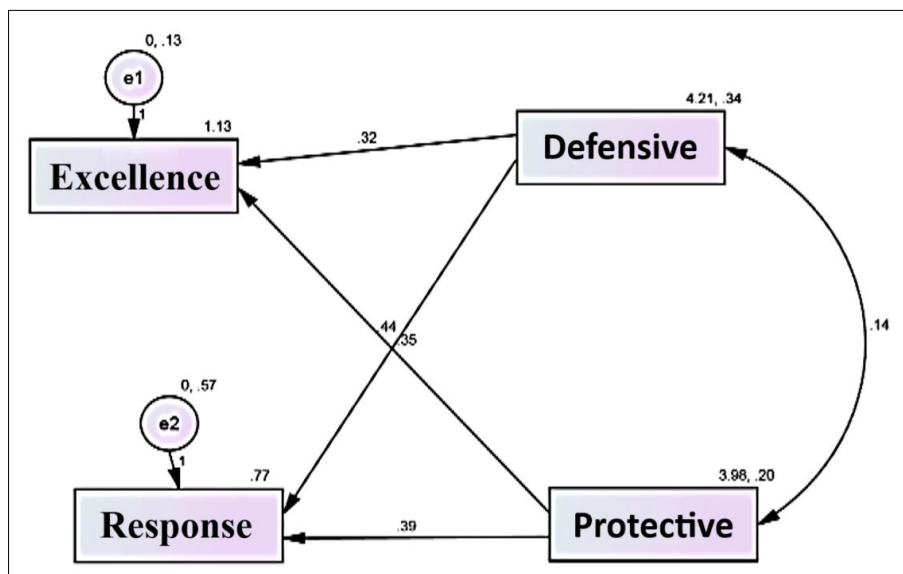 0, .13
e1
1
1.13
Excellence
.32
4.21, .34
Defensive
.44
.35
.14
0, .57
e2
1
.77
Response
.39
3.98, .20
Protective